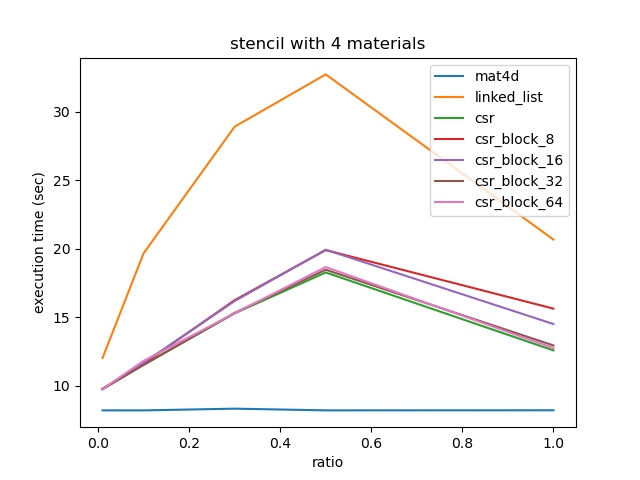 stencil with 4 materials
mat4d
linked_list
csr
csr_block_8
csr_block_16
csr_block_32
csr_block_64
execution time (sec)
30
25
20
15
10
0.0 0.2 0.4 0.6 0.8 1.0
ratio